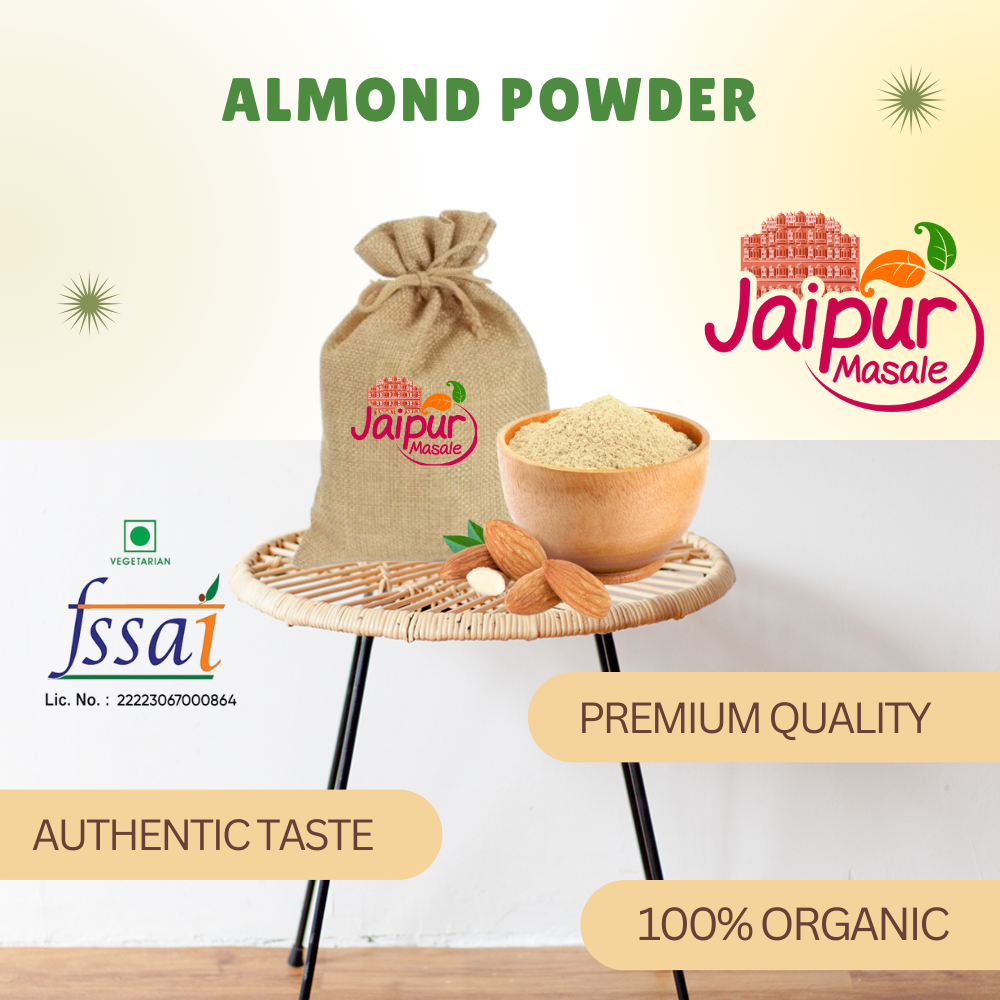 ALMOND POWDER
Jaipur
Masale
Jaipur
Masale
VEGETARIAN
fssai
Lic. No. : 22223067000864
PREMIUM QUALITY
AUTHENTIC TASTE
100% ORGANIC